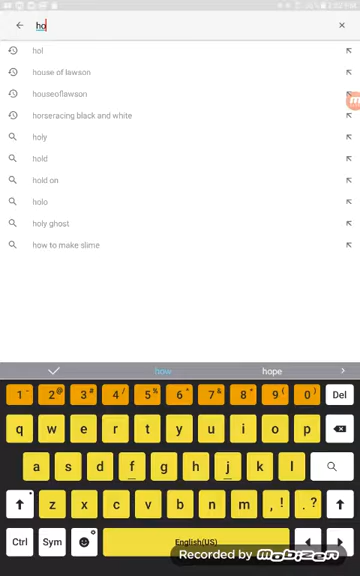 ho
hol
house of lawson
houseoflawson
horseracing black and white
holy
hold
hold on
holo
holy ghost
how to make slime
how hope
1 - 2 @ 3 # 4 / 5 % 6 ^ 7 & 8 * 9 ( 0 ) Del
q w e r t y u i o p
a s d f g h j k l
z x c v b n m , ! . ?
Ctrl Sym English(US)
Recorded by Mobizen